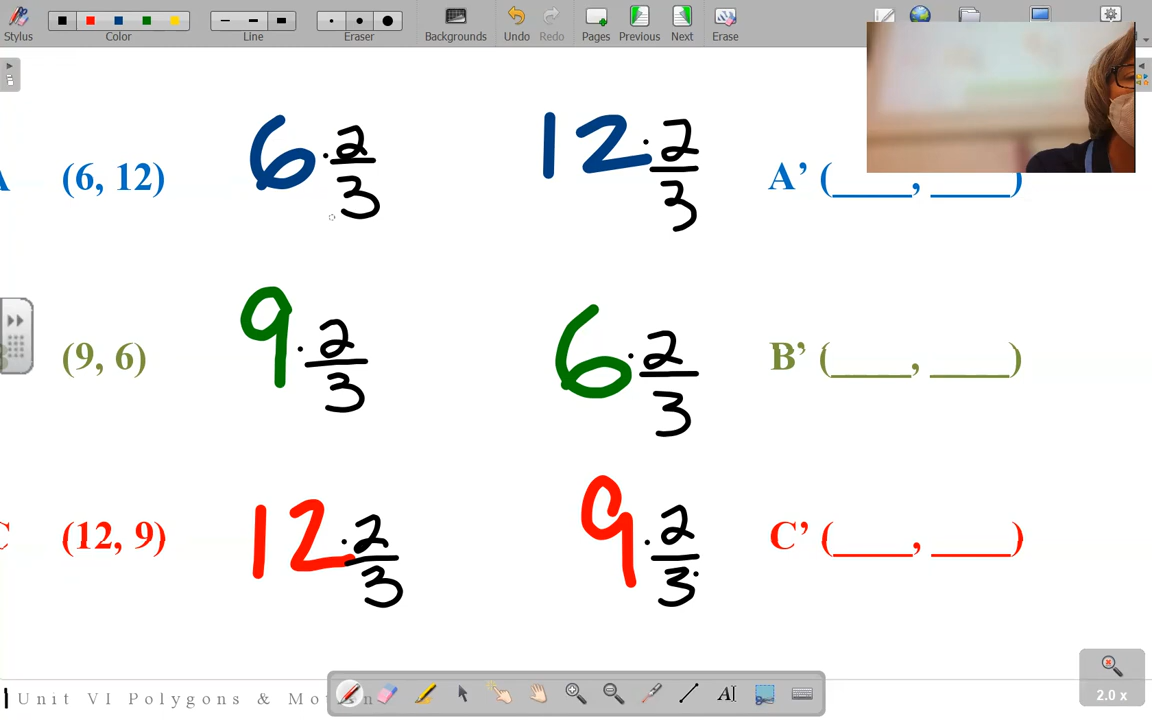 Stylus Color Line Eraser Backgrounds Undo Redo Pages Previous Next Erase
A (6, 12) 6 · 2/3 12 · 2/3 A’ (____, ____)
(9, 6) 9 · 2/3 6 · 2/3 B’ (____, ____)
C (12, 9) 12 · 2/3 9 · 2/3 C’ (____, ____)
Unit VI Polygons & Mo n
2.0 x